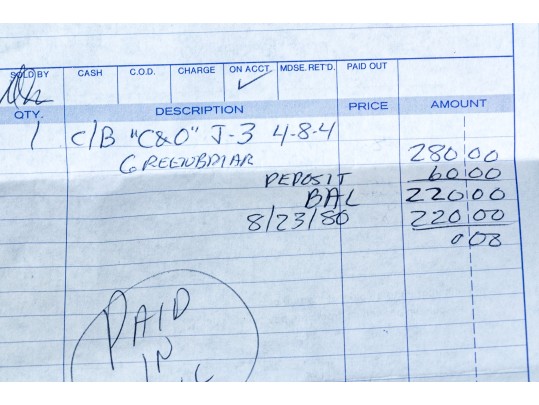 SOLD BY CASH C.O.D. CHARGE ON ACCT. MDSE. RET'D. PAID OUT
QTY. DESCRIPTION PRICE AMOUNT
1 C/B "C&O" J-3 4-8-4
280 00
DEPOSIT 60 00
BAL 220 00
8/23/80 220 00
0 00
PAID
IN